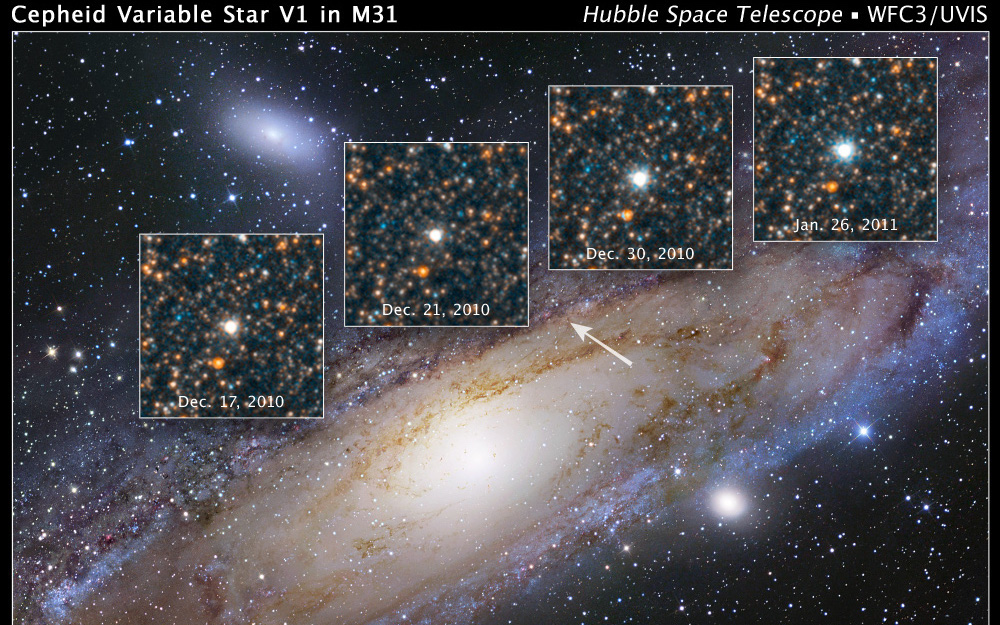 Cepheid Variable Star V1 in M31
Hubble Space Telescope ▪ WFC3/UVIS
Dec. 17, 2010
Dec. 21, 2010
Dec. 30, 2010
Jan. 26, 2011